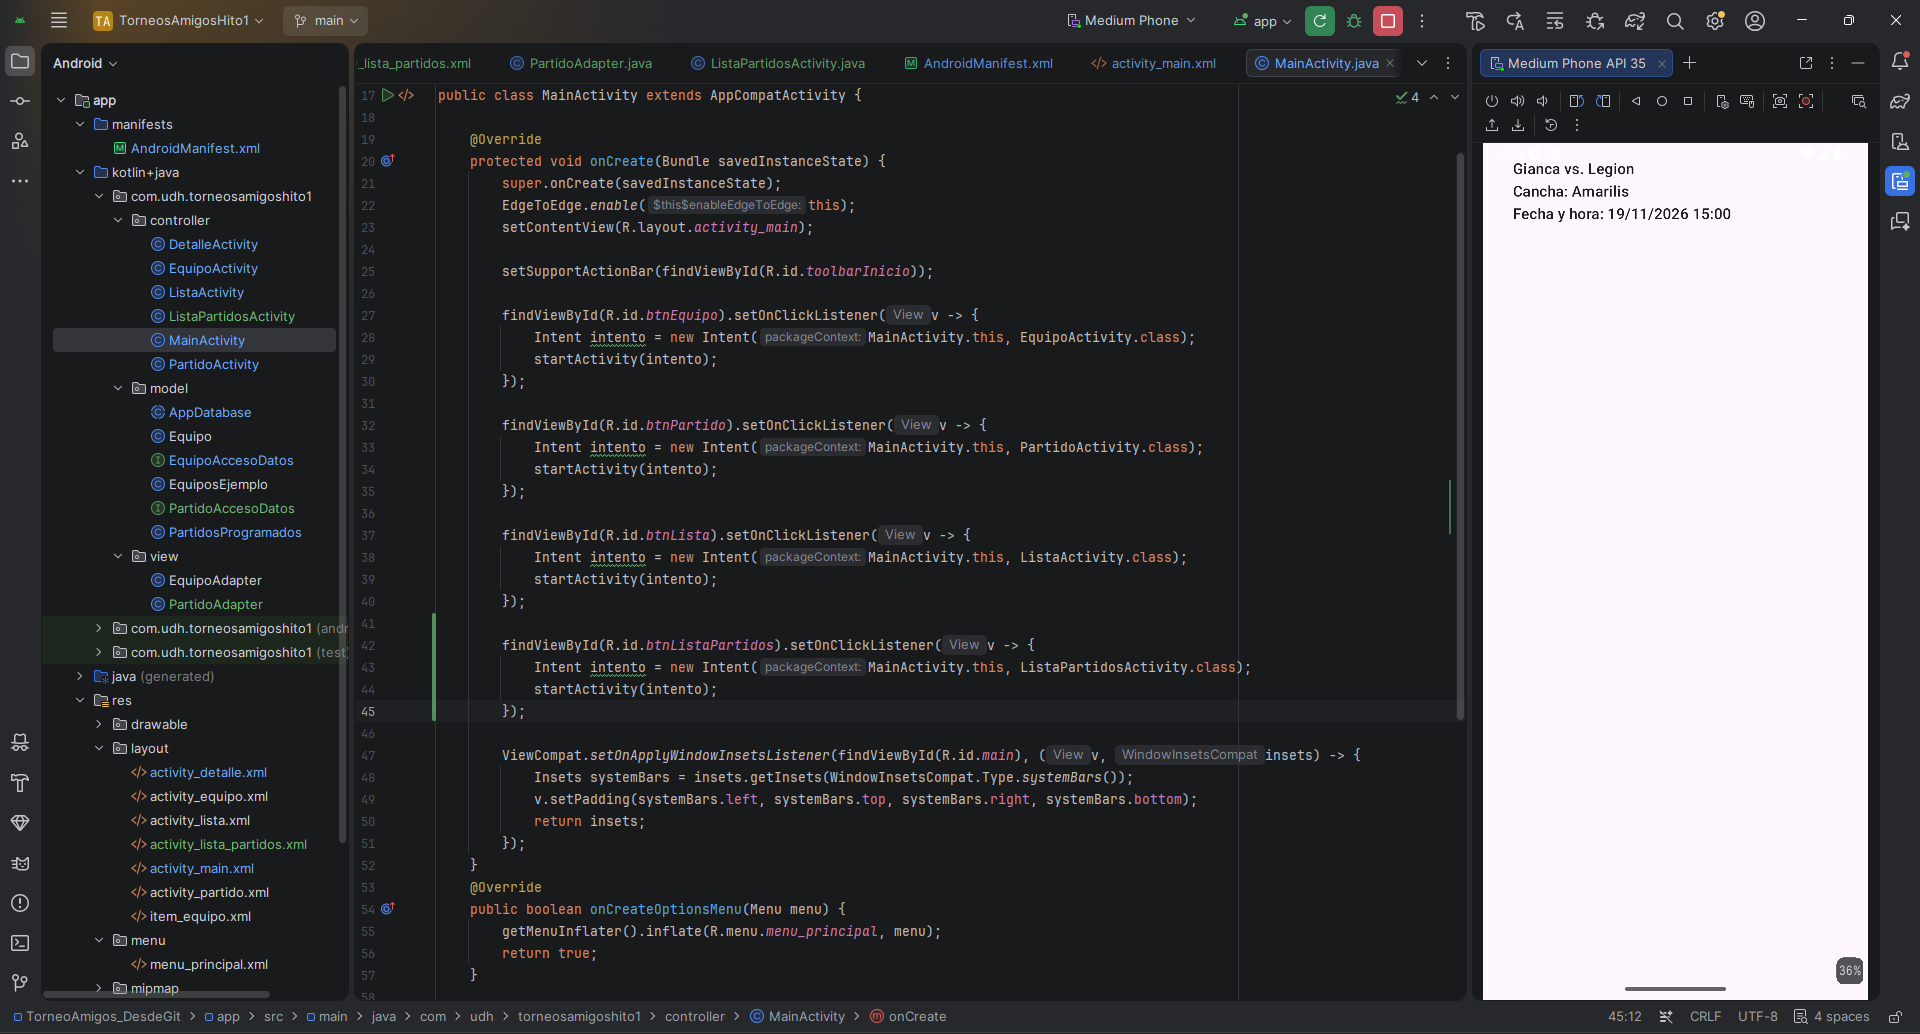 TA TorneosAmigosHito1
main
Medium Phone
app
Android
app
manifests
AndroidManifest.xml
kotlin+java
com.udh.torneosamigoshito1
controller
DetalleActivity
EquipoActivity
ListaActivity
ListaPartidosActivity
MainActivity
PartidoActivity
model
AppDatabase
Equipo
EquipoAccesoDatos
EquiposEjemplo
PartidoAccesoDatos
PartidosProgramados
view
EquipoAdapter
PartidoAdapter
com.udh.torneosamigoshito1 (andr
com.udh.torneosamigoshito1 (test)
java (generated)
res
drawable
layout
activity_detalle.xml
activity_equipo.xml
activity_lista.xml
activity_lista_partidos.xml
activity_main.xml
activity_partido.xml
item_equipo.xml
menu
menu_principal.xml
mipmap
_lista_partidos.xml
PartidoAdapter.java
ListaPartidosActivity.java
AndroidManifest.xml
activity_main.xml
MainActivity.java
4
17 public class MainActivity extends AppCompatActivity {
18
19 @Override
20 protected void onCreate(Bundle savedInstanceState) {
21 super.onCreate(savedInstanceState);
22 EdgeToEdge.enable( $this$enableEdgeToEdge: this);
23 setContentView(R.layout.activity_main);
24
25 setSupportActionBar(findViewById(R.id.toolbarInicio));
26
27 findViewById(R.id.btnEquipo).setOnClickListener( View v -> {
28 Intent intento = new Intent( packageContext: MainActivity.this, EquipoActivity.class);
29 startActivity(intento);
30 });
31
32 findViewById(R.id.btnPartido).setOnClickListener( View v -> {
33 Intent intento = new Intent( packageContext: MainActivity.this, PartidoActivity.class);
34 startActivity(intento);
35 });
36
37 findViewById(R.id.btnLista).setOnClickListener( View v -> {
38 Intent intento = new Intent( packageContext: MainActivity.this, ListaActivity.class);
39 startActivity(intento);
40 });
41
42 findViewById(R.id.btnListaPartidos).setOnClickListener( View v -> {
43 Intent intento = new Intent( packageContext: MainActivity.this, ListaPartidosActivity.class);
44 startActivity(intento);
45 });
46
47 ViewCompat.setOnApplyWindowInsetsListener(findViewById(R.id.main), ( View v, WindowInsetsCompat insets) -> {
48 Insets systemBars = insets.getInsets(WindowInsetsCompat.Type.systemBars());
49 v.setPadding(systemBars.left, systemBars.top, systemBars.right, systemBars.bottom);
50 return insets;
51 });
52 }
53 @Override
54 public boolean onCreateOptionsMenu(Menu menu) {
55 getMenuInflater().inflate(R.menu.menu_principal, menu);
56 return true;
57 }
58
Medium Phone API 35
Gianca vs. Legion
Cancha: Amarilis
Fecha y hora: 19/11/2026 15:00
36%
TorneoAmigos_DesdeGit > app > src > main > java > com > udh > torneosamigoshito1 > controller > MainActivity > onCreate
45:12
CRLF
UTF-8
4 spaces